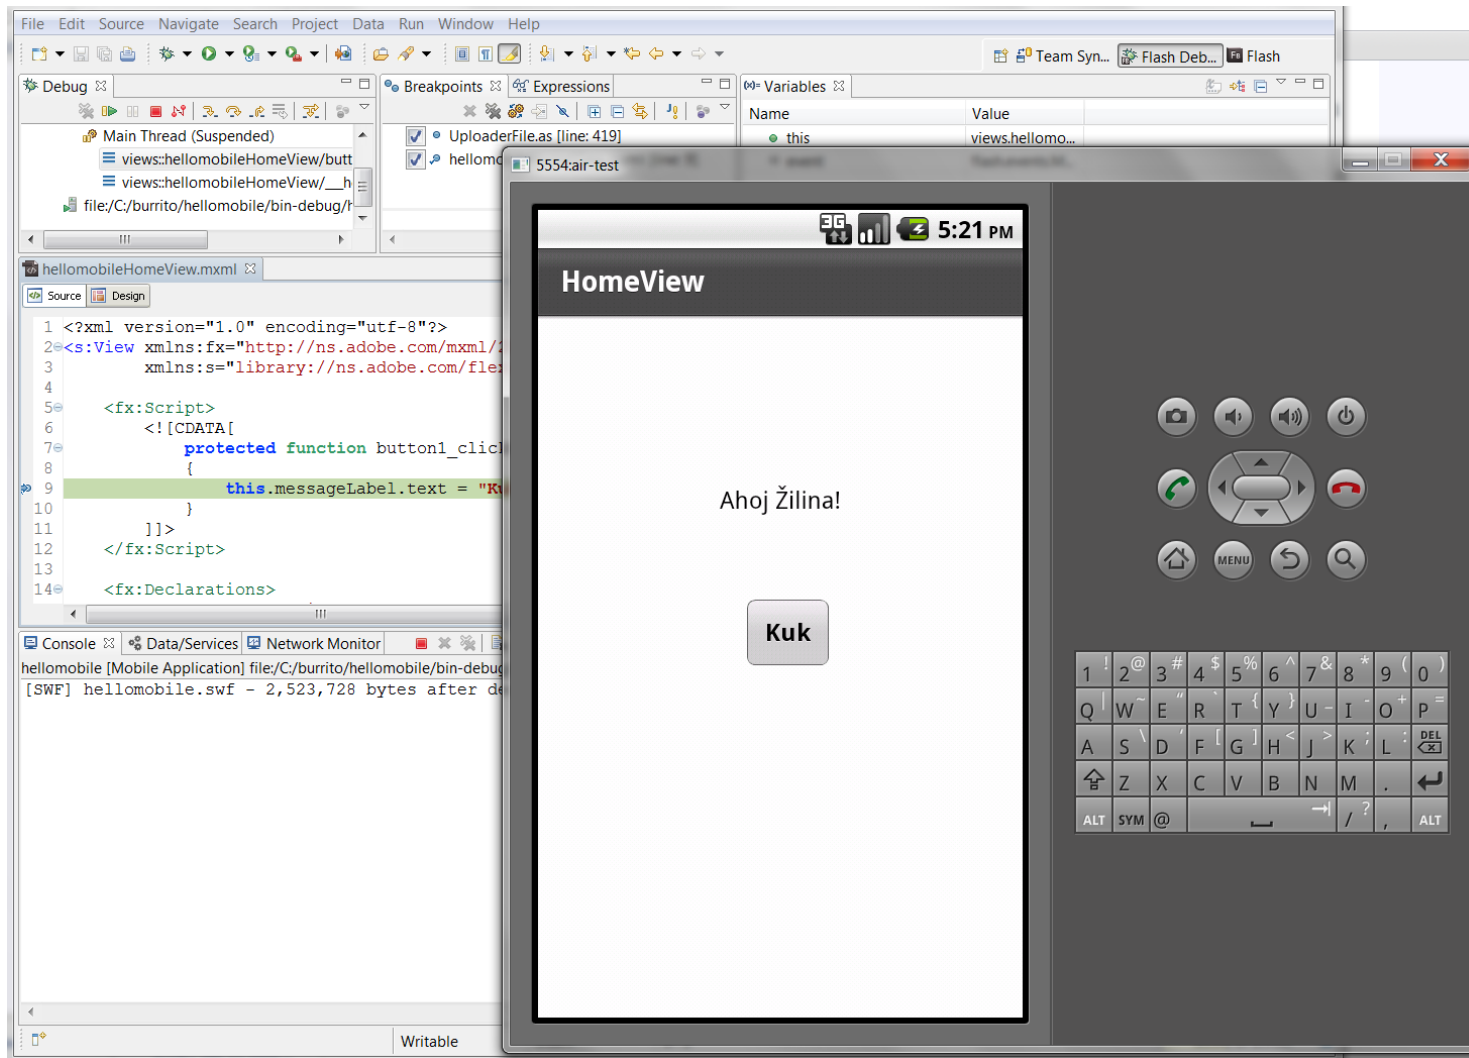 File Edit Source Navigate Search Project Data Run Window Help
Team Syn... Flash Deb... Flash
Debug Breakpoints Expressions Variables
Name Value
Main Thread (Suspended)
views::hellomobileHomeView/butt
views::hellomobileHomeView/__h
file:/C:/burrito/hellomobile/bin-debug/h
UploaderFile.as [line: 419]
hellomo
this views.hellomo...
5554:air-test
3G 5:21 PM
HomeView
Ahoj Žilina!
Kuk
hellomobileHomeView.mxml
Source Design
1 <?xml version="1.0" encoding="utf-8"?>
2 <s:View xmlns:fx="http://ns.adobe.com/mxml/2
3 xmlns:s="library://ns.adobe.com/fle
4
5 <fx:Script>
6 <![CDATA[
7 protected function button1_clic
8 {
9 this.messageLabel.text = "Ku
10 }
11 ]]>
12 </fx:Script>
13
14 <fx:Declarations>
Console Data/Services Network Monitor
hellomobile [Mobile Application] file:/C:/burrito/hellomobile/bin-debug
[SWF] hellomobile.swf - 2,523,728 bytes after de
Writable
MENU
1 ! 2 @ 3 # 4 $ 5 % 6 ^ 7 & 8 * 9 ( 0 )
Q | W ~ E “ R ` T { Y } U _ I - O + P =
A S \ D ‘ F [ G ] H < J > K ; L : DEL
Z X C V B N M .
ALT SYM @ / ? , ALT